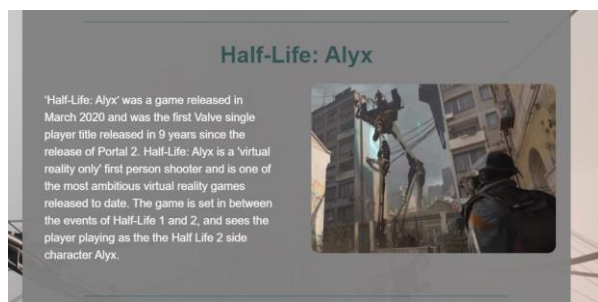 Half-Life: Alyx
'Half-Life: Alyx' was a game released in
March 2020 and was the first Valve single
player title released in 9 years since the
release of Portal 2. Half-Life: Alyx is a 'virtual
reality only' first person shooter and is one of
the most ambitious virtual reality games
released to date. The game is set in between
the events of Half-Life 1 and 2, and sees the
player playing as the the Half Life 2 side
character Alyx.